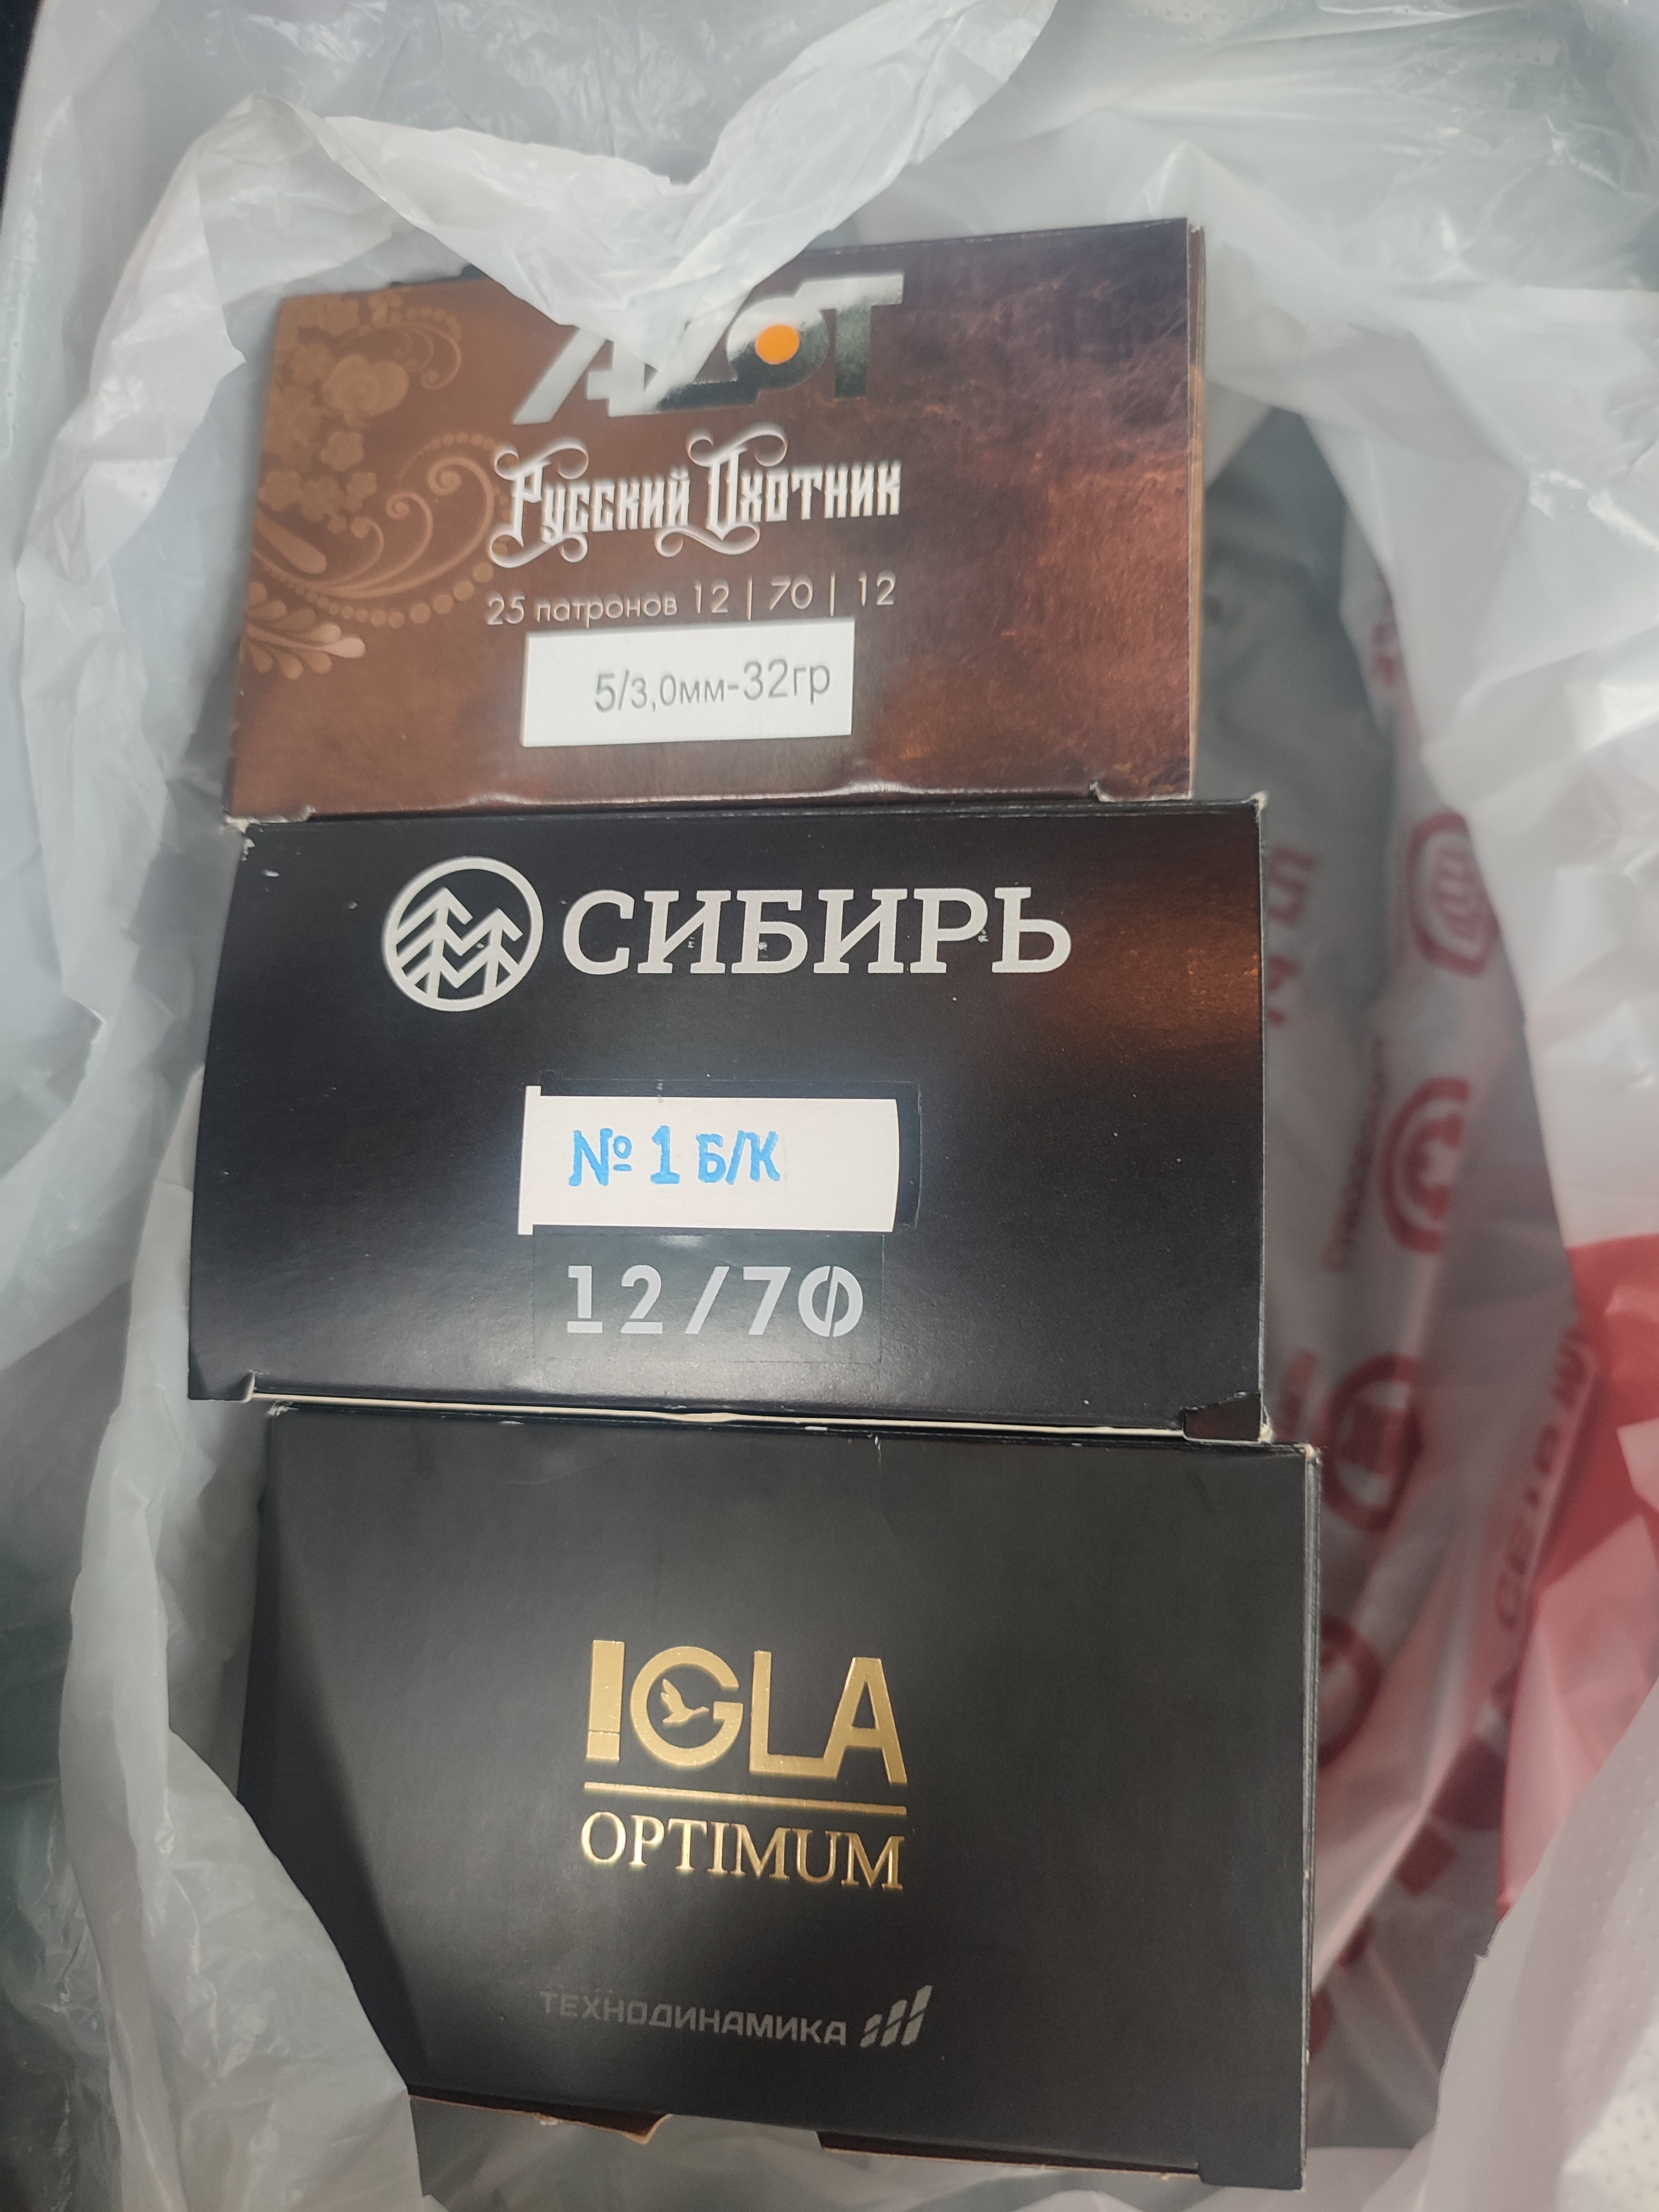 Русский Охотник
25 патронов 12 | 70 | 12
5/3,0мм-32гр
СИБИРЬ
№ 1 Б/К
12/70
IGLA
OPTIMUM
ТЕХНОДИНАМИКА